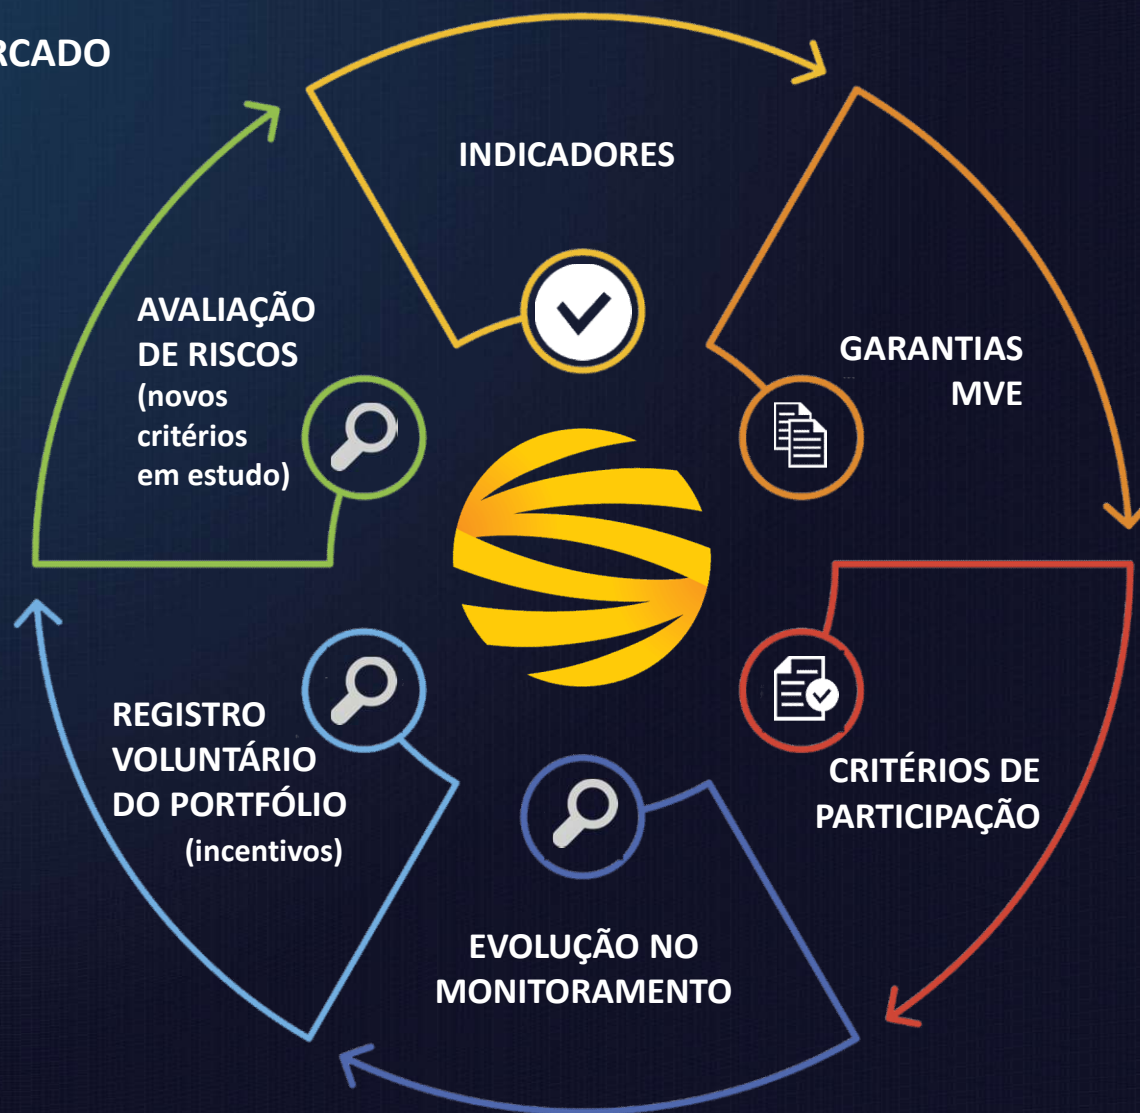 RCADO
INDICADORES
GARANTIAS
MVE
CRITÉRIOS DE
PARTICIPAÇÃO
EVOLUÇÃO NO
MONITORAMENTO
REGISTRO
VOLUNTÁRIO
DO PORTFÓLIO
(incentivos)
AVALIAÇÃO
DE RISCOS
(novos
critérios
em estudo)